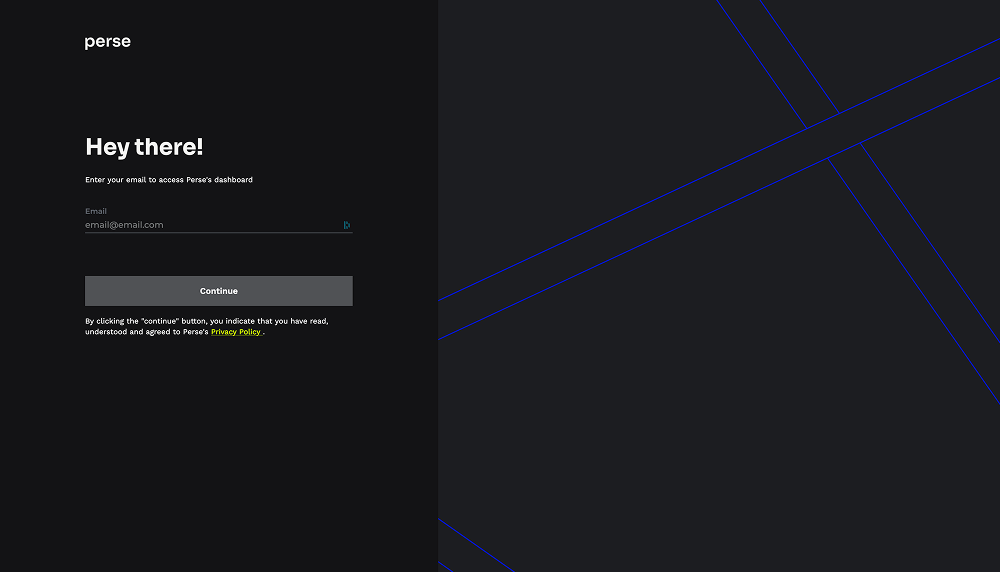 perse
Hey there!
Enter your email to access Perse's dashboard
Email
email@email.com
Continue
By clicking the "continue" button, you indicate that you have read,
understood and agreed to Perse's Privacy Policy .